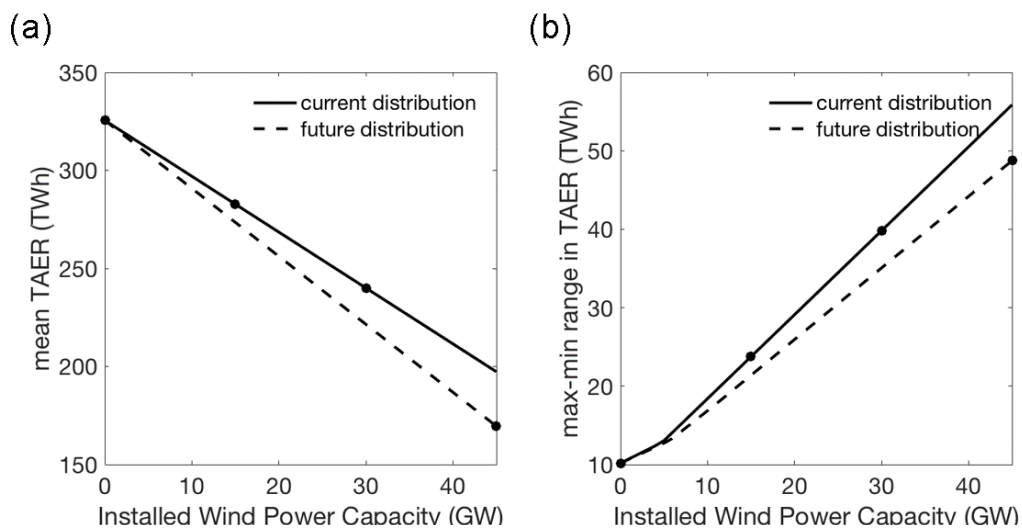 (a)
(b)
350
300
250
200
150
mean TAER (TWh)
current distribution
future distribution
0
10
20
30
40
Installed Wind Power Capacity (GW)
60
50
40
30
20
10
max-min range in TAER (TWh)
current distribution
future distribution
0
10
20
30
40
Installed Wind Power Capacity (GW)